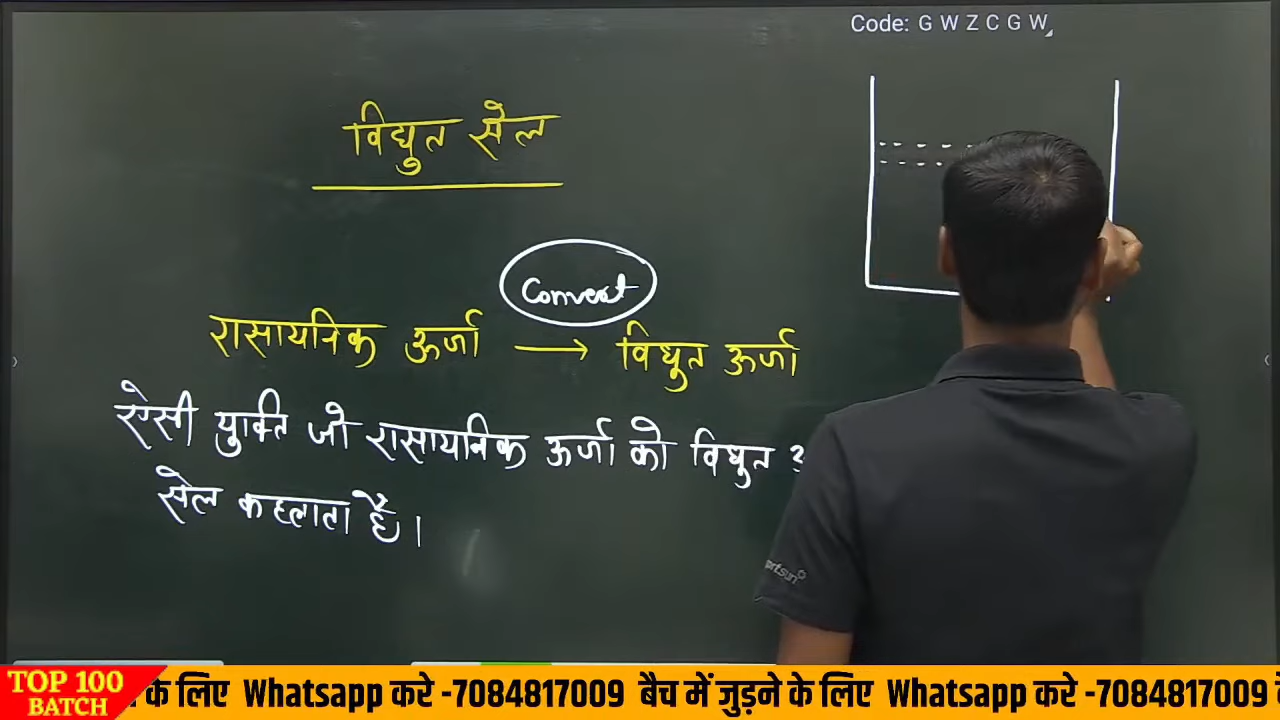 Code: G W Z C G W
विद्युत सेल
Convert
रासायनिक ऊर्जा → विद्युत ऊर्जा
ऐसी युक्ति जो रासायनिक ऊर्जा को विद्युत
सेल कहलाता है।
TOP 100
BATCH
के लिए Whatsapp करे -7084817009 बैच में जुड़ने के लिए Whatsapp करे -7084817009